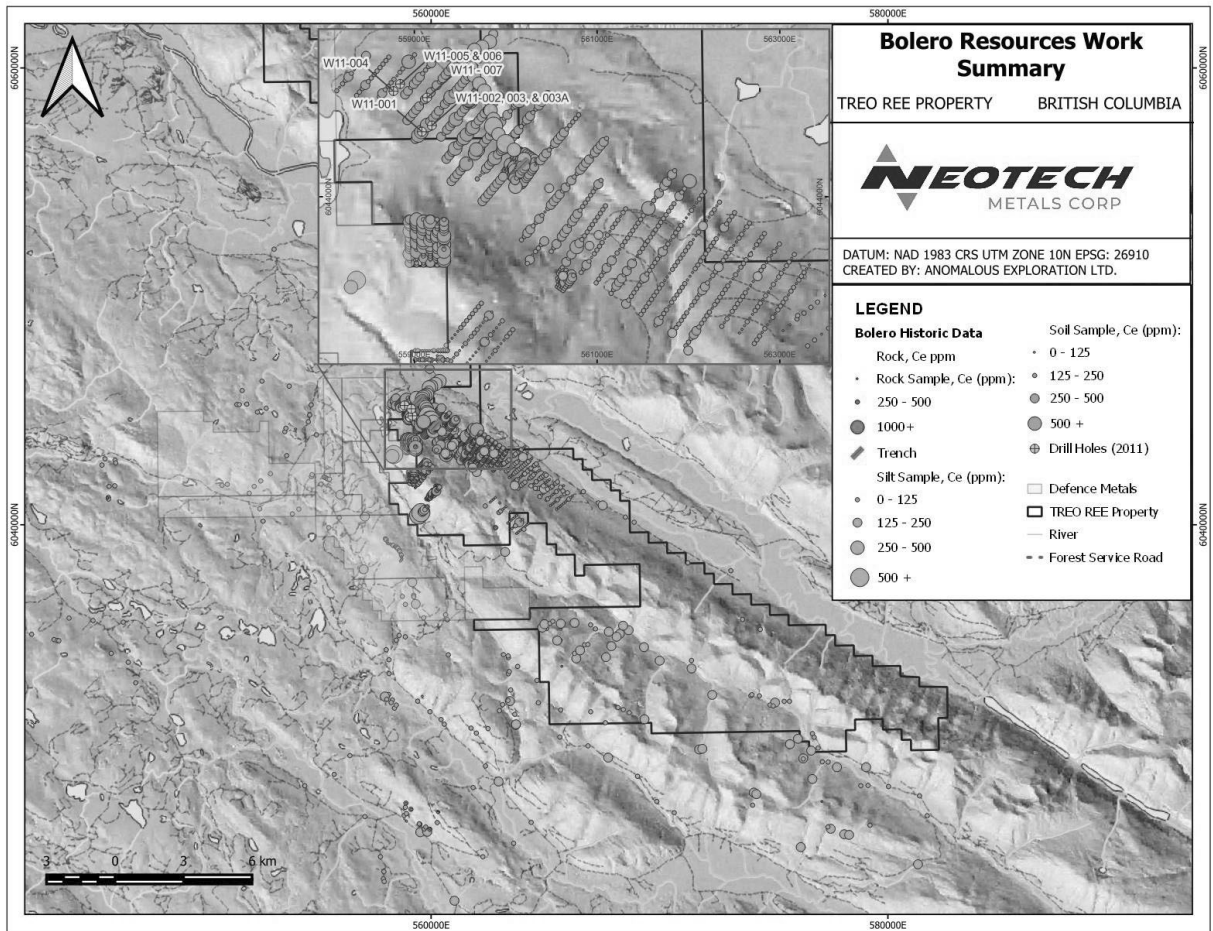 560000E
580000E
6060000N
6060000N
559000E
561000E
563000E
W11-004
W11-005 & 006
W11 - 007
W11-001
W11-002, 003, & 003A
6044000N
6044000N
559000E
561000E
563000E
Bolero Resources Work
Summary
TREO REE PROPERTY BRITISH COLUMBIA
NEOTECH
METALS CORP
DATUM: NAD 1983 CRS UTM ZONE 10N EPSG: 26910
CREATED BY: ANOMALOUS EXPLORATION LTD.
LEGEND
Bolero Historic Data
Rock, Ce ppm
Rock Sample, Ce (ppm):
250 - 500
1000+
Trench
Silt Sample, Ce (ppm):
0 - 125
125 - 250
250 - 500
500 +
Soil Sample, Ce (ppm):
0 - 125
125 - 250
250 - 500
500 +
Drill Holes (2011)
Defence Metals
TREO REE Property
River
Forest Service Road
6040000N
6040000N
3 0 3 6 km
560000E
580000E